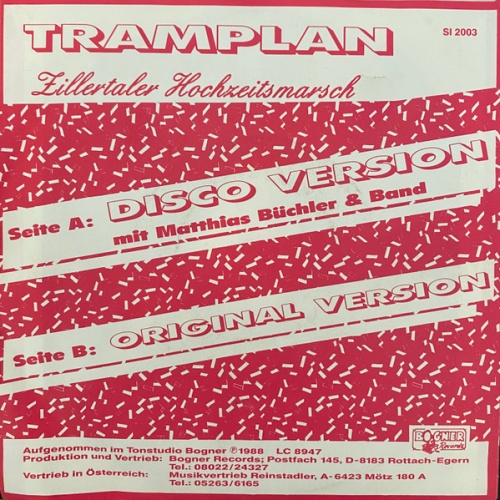 TRAMPLAN
SI 2003
Zillertaler Hochzeitsmarsch
Seite A: DISCO VERSION
mit Matthias Büchler & Band
Seite B: ORIGINAL VERSION
Aufgenommen im Tonstudio Bogner ℗1988 LC 8947
Produktion und Vertrieb: Bogner Records; Postfach 145, D-8183 Rottach-Egern
Tel.: 08022/24327
Vertrieb in Österreich: Musikvertrieb Reinstadler, A-6423 Mötz 180 A
Tel.: 05263/6165
BOGNER
Records